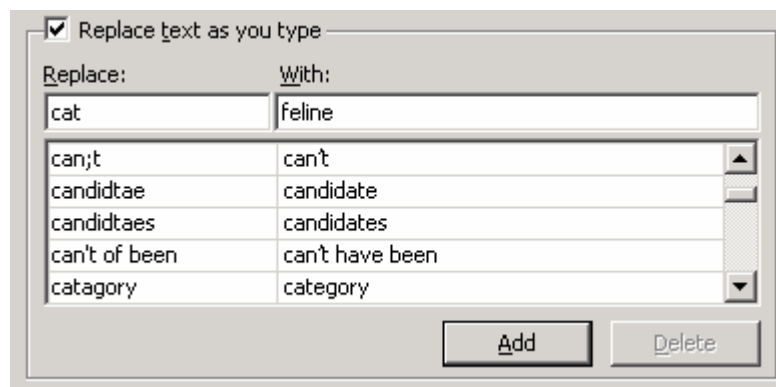 Replace text as you type
Replace: With:
cat feline
can;t can't
candidtae candidate
candidtaes candidates
can't of been can't have been
catagory category
Add Delete